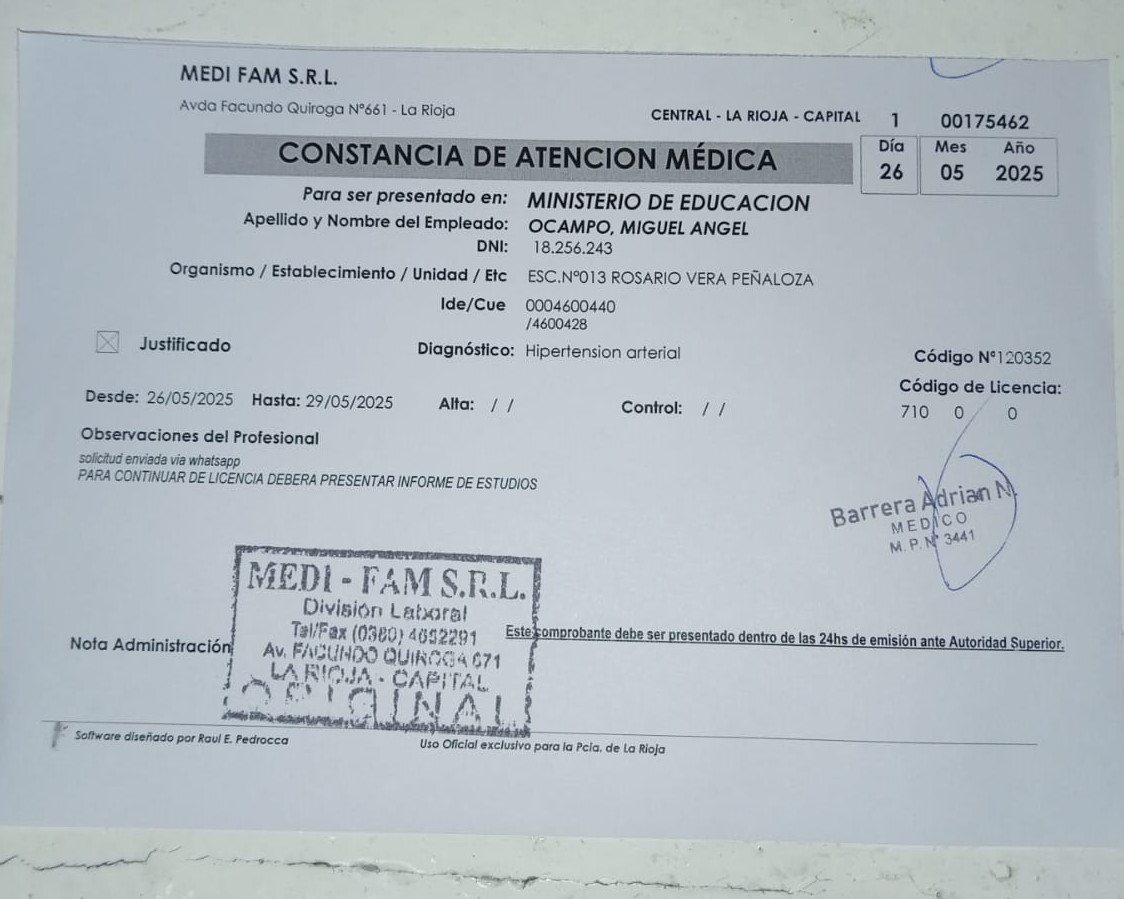 MEDI FAM S.R.L.
Avda Facundo Quiroga Nº661 - La Rioja
CENTRAL - LA RIOJA - CAPITAL 1 00175462
CONSTANCIA DE ATENCION MÉDICA
Día Mes Año
26 05 2025
Para ser presentado en: MINISTERIO DE EDUCACION
Apellido y Nombre del Empleado: OCAMPO, MIGUEL ANGEL
DNI: 18.256.243
Organismo / Establecimiento / Unidad / Etc ESC.Nº013 ROSARIO VERA PEÑALOZA
Ide/Cue 0004600440
/4600428
Justificado
Diagnóstico: Hipertension arterial
Código Nº120352
Código de Licencia:
710 0 0
Desde: 26/05/2025 Hasta: 29/05/2025 Alta: / / Control: / /
Observaciones del Profesional
solicitud enviada via whatsapp
PARA CONTINUAR DE LICENCIA DEBERA PRESENTAR INFORME DE ESTUDIOS
Barrera Adrian N.
MEDICO
M.P.Nº 3441
MEDI - FAM S.R.L.
División Laboral
Tel/Fax (0380) 4692291
Av. FACUNDO QUIROGA 671
LA RIOJA - CAPITAL
ORIGINAL
Nota Administración
Este comprobante debe ser presentado dentro de las 24hs de emisión ante Autoridad Superior.
Software diseñado por Raul E. Pedrocca
Uso Oficial exclusivo para la Pcia. de La Rioja